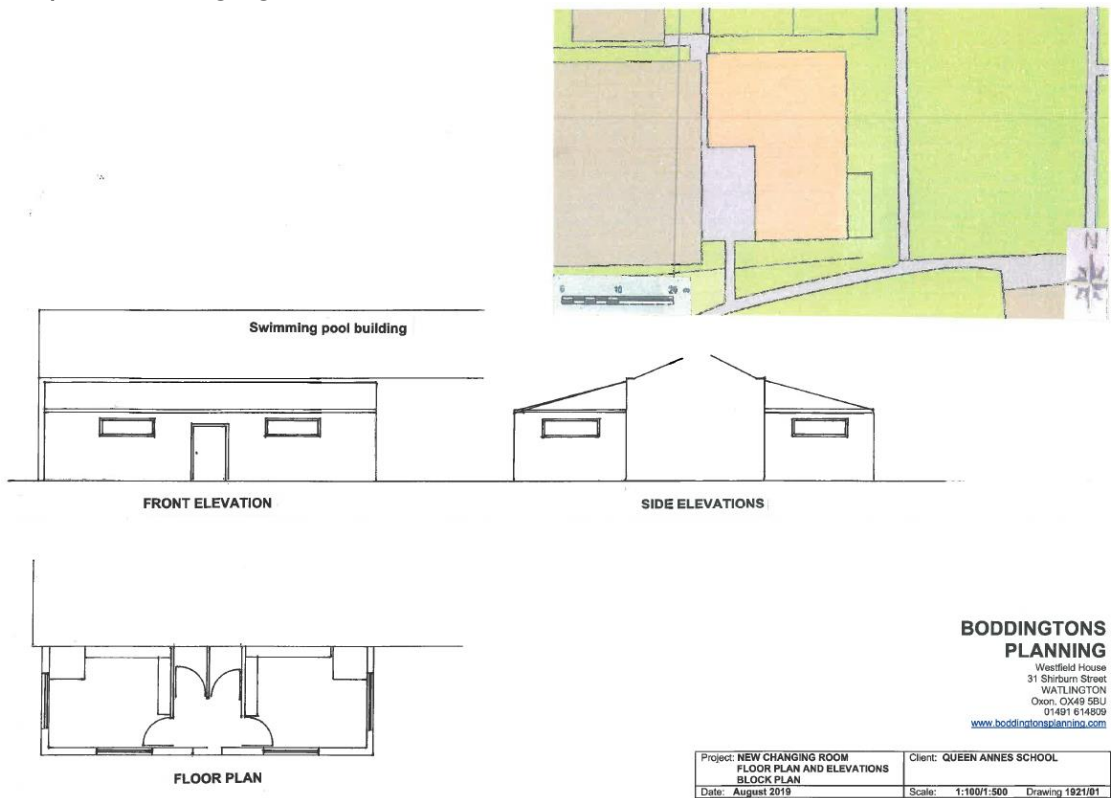 N
0 10 20 m
Swimming pool building
FRONT ELEVATION
SIDE ELEVATIONS
FLOOR PLAN
BODDINGTONS
PLANNING
Westfield House
31 Shirburn Street
WATLINGTON
Oxon. OX49 5BU
01491 614809
www.boddingtonsplanning.com
Project: NEW CHANGING ROOM
FLOOR PLAN AND ELEVATIONS
BLOCK PLAN
Client: QUEEN ANNES SCHOOL
Date: August 2019
Scale: 1:100/1:500 Drawing 1921/01